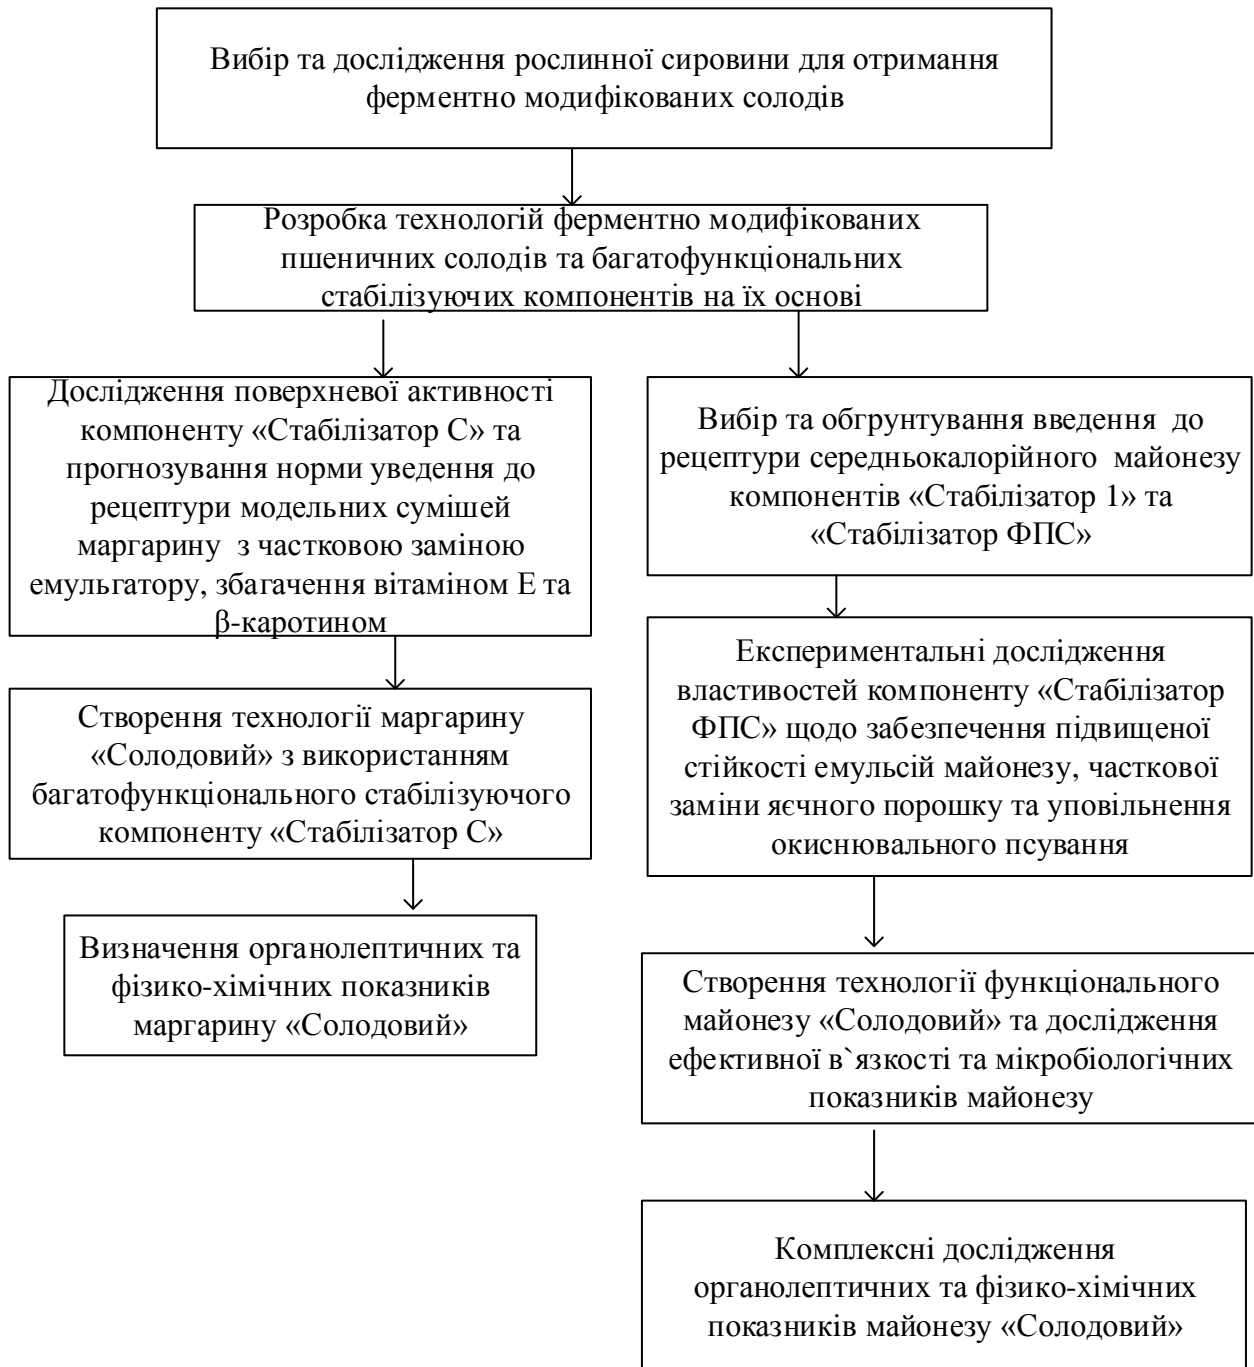 Вибір та дослідження рослинної сировини для отримання
ферментно модифікованих солодів
Розробка технологій ферментно модифікованих
пшеничних солодів та багатофункціональних
стабілізуючих компонентів на їх основі
Дослідження поверхневої активності
компоненту «Стабілізатор С» та
прогнозування норми уведення до
рецептури модельних сумішей
маргарину з частковою заміною
емульгатору, збагачення вітаміном Е та
β-каротином
Створення технології маргарину
«Солодовий» з використанням
багатофункціонального стабілізуючого
компоненту «Стабілізатор С»
Визначення органолептичних та
фізико-хімічних показників
маргарину «Солодовий»
Вибір та обгрунтування введення до
рецептури середньокалорійного майонезу
компонентів «Стабілізатор 1» та
«Стабілізатор ФПС»
Експериментальні дослідження
властивостей компоненту «Стабілізатор
ФПС» щодо забезпечення підвищеної
стійкості емульсій майонезу, часткової
заміни яєчного порошку та уповільнення
окиснювального псування
Створення технології функціонального
майонезу «Солодовий» та дослідження
ефективної в`язкості та мікробіологічних
показників майонезу
Комплексні дослідження
органолептичних та фізико-хімічних
показників майонезу «Солодовий»